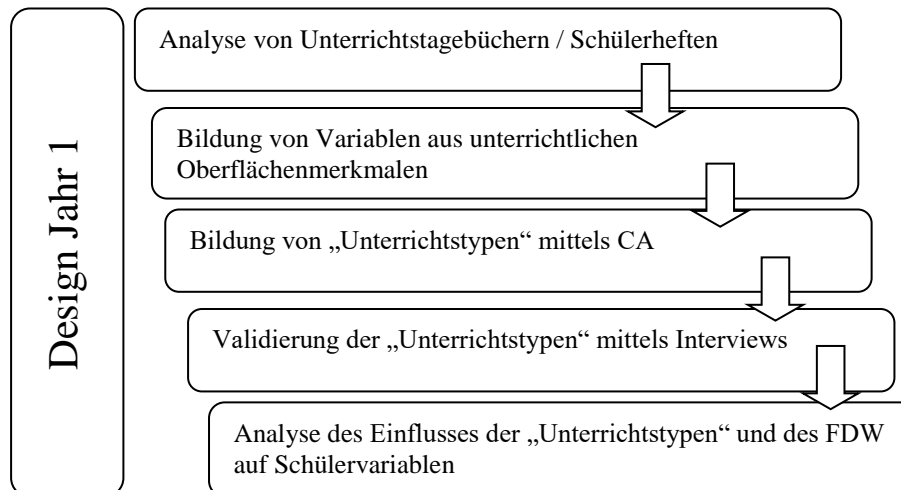 Design Jahr 1
Analyse von Unterrichtstagebüchern / Schülerheften
Bildung von Variablen aus unterrichtlichen
Oberflächenmerkmalen
Bildung von „Unterrichtstypen“ mittels CA
Validierung der „Unterrichtstypen“ mittels Interviews
Analyse des Einflusses der „Unterrichtstypen“ und des FDW
auf Schülervariablen